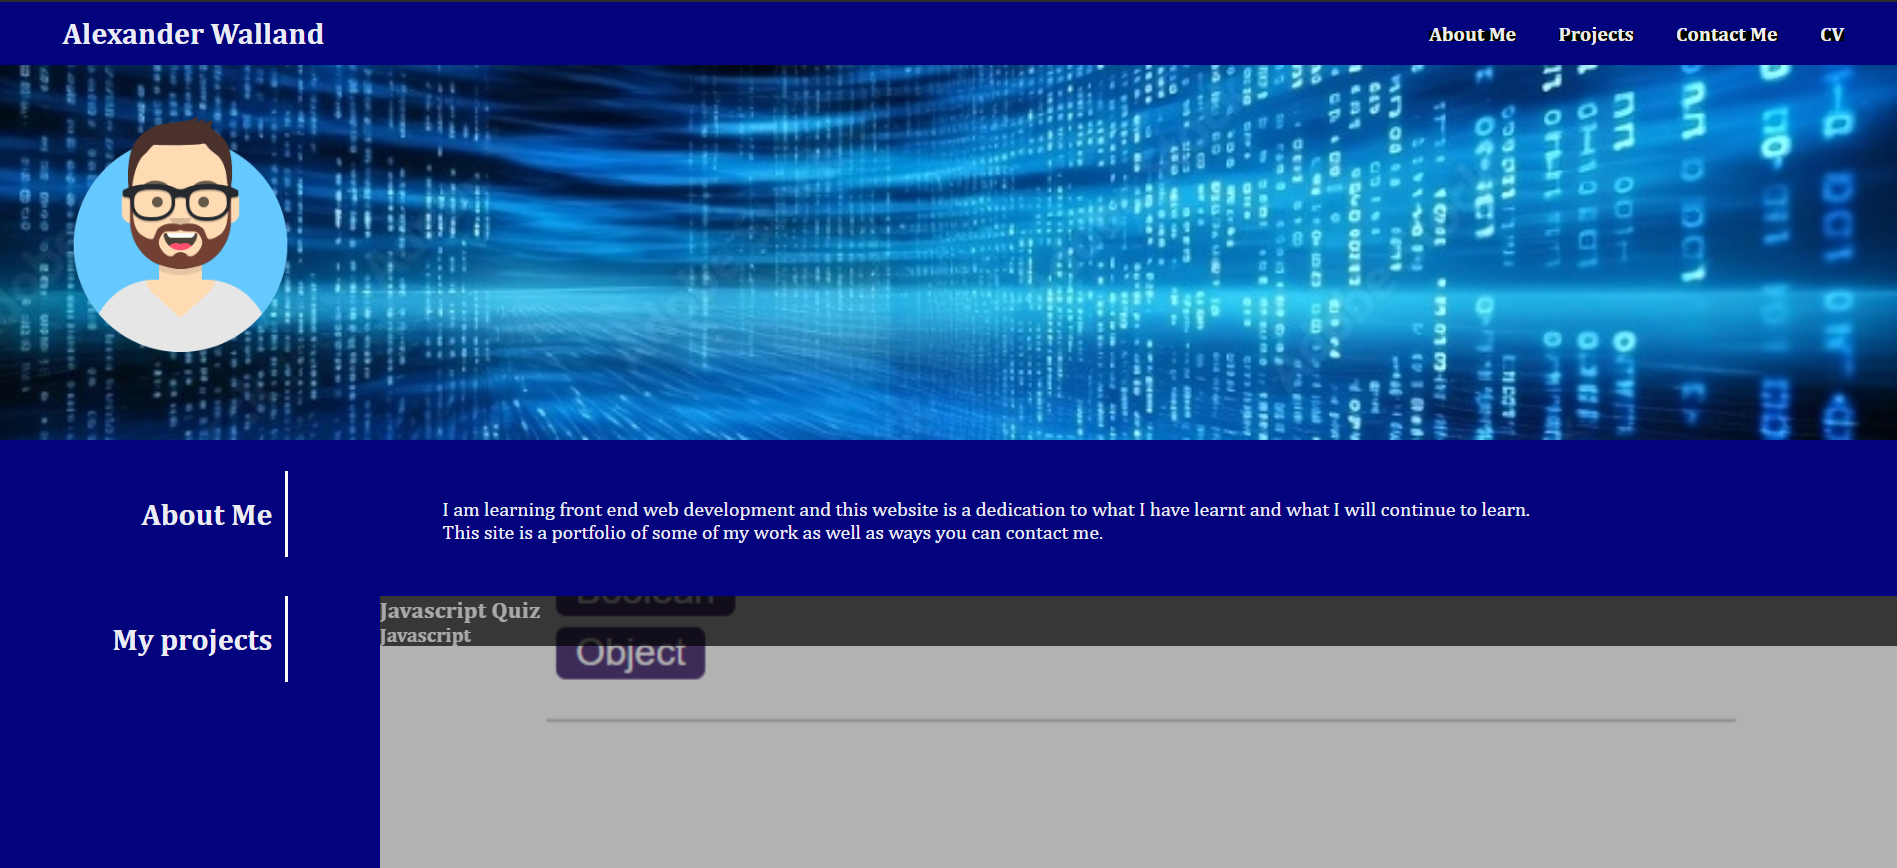 Alexander Walland
About Me Projects Contact Me CV
About Me
I am learning front end web development and this website is a dedication to what I have learnt and what I will continue to learn.
This site is a portfolio of some of my work as well as ways you can contact me.
My projects
Javascript Quiz
Javascript
Boolean
Object